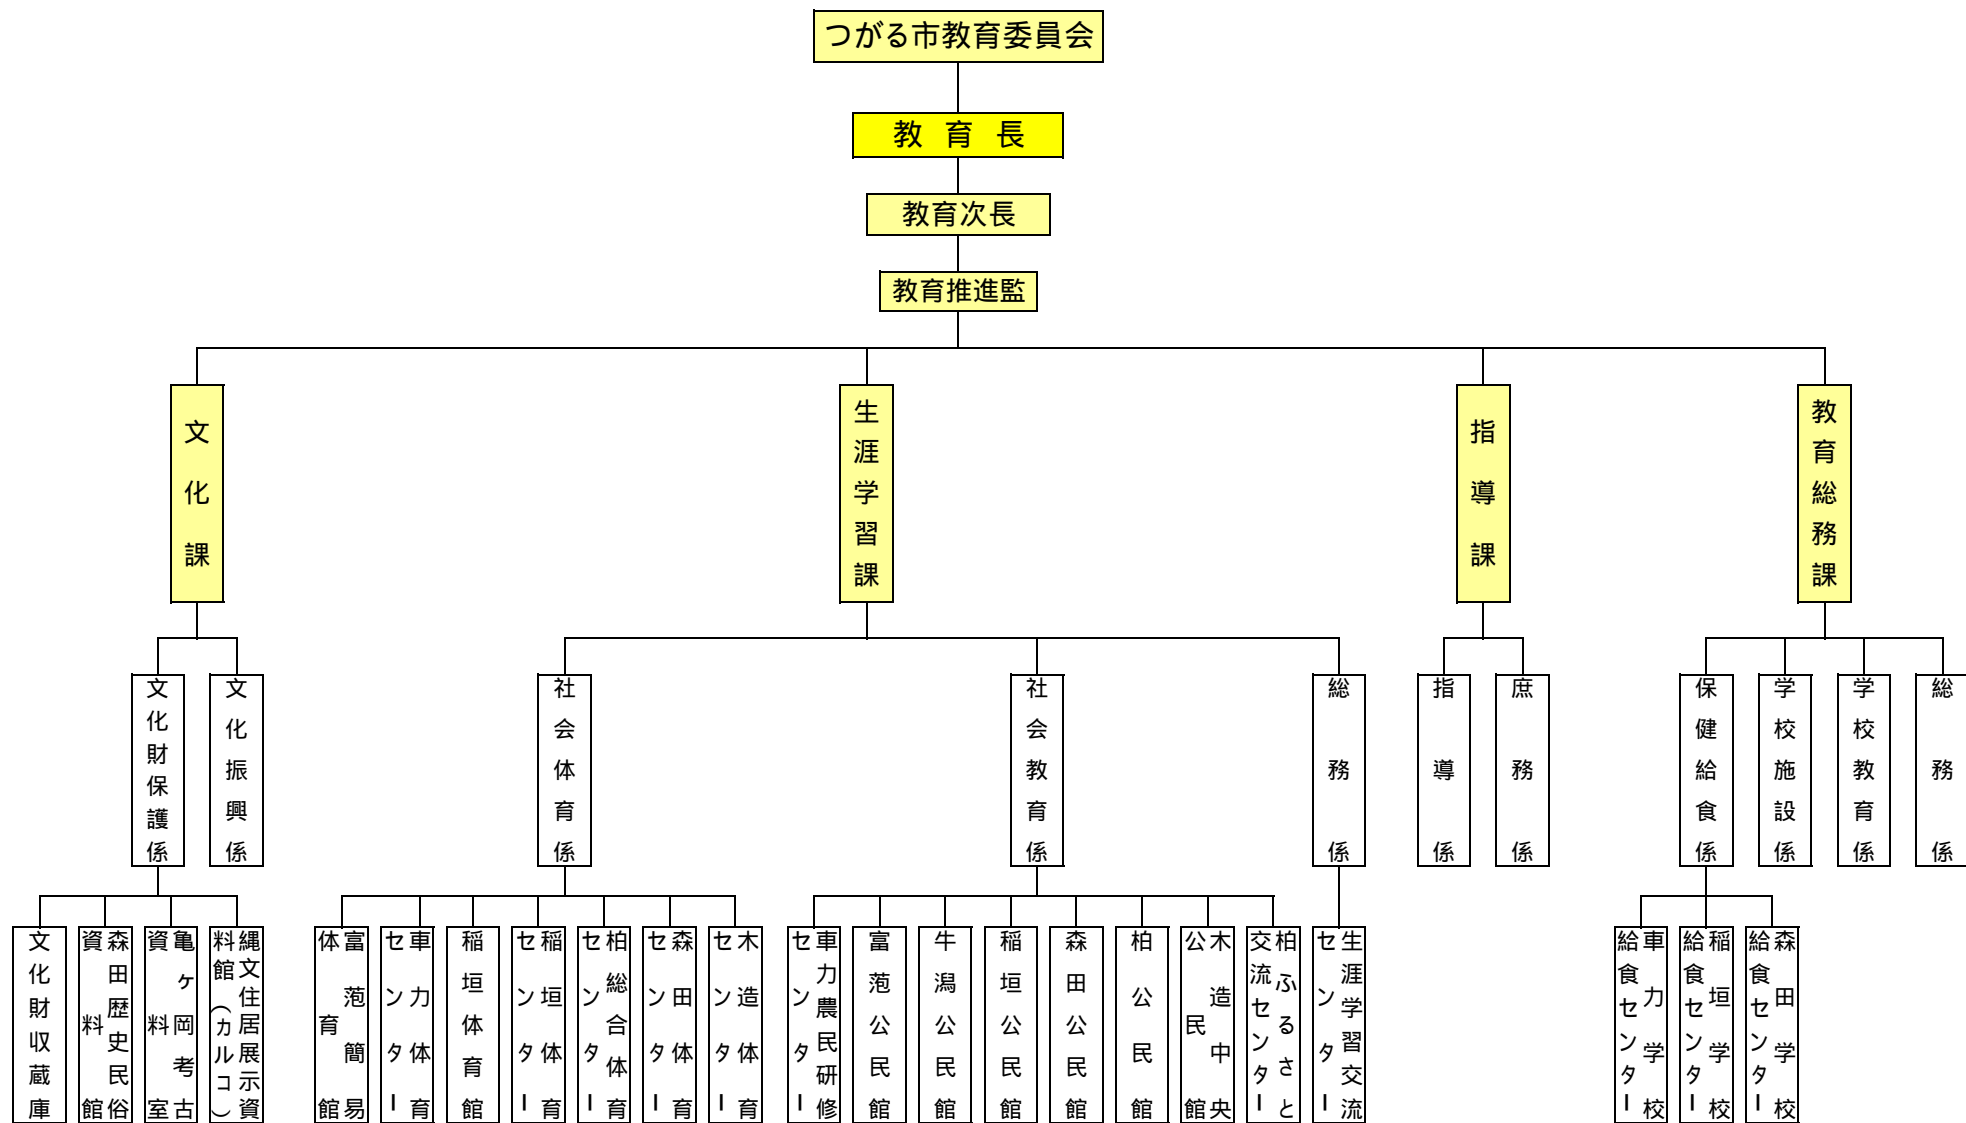 つがる市教育委員会
教育長
教育次長
教育推進監
文化課
生涯学習課
指導課
教育総務課
文化財保護係
文化振興係
社会体育係
社会教育係
総務係
指導係
庶務係
保健給食係
学校施設係
学校教育係
総務係
文化財収蔵庫
森田歴史民俗
資料館
亀ヶ岡考古
資料室
縄文住居展示資
料館(カルコ)
富萢簡易
体育館
車力体育
センター
稲垣体育館
稲垣体育
センター
柏総合体育
センター
森田体育
センター
木造体育
センター
車力農民研修
センター
富萢公民館
牛潟公民館
稲垣公民館
森田公民館
柏公民館
木造中央
公民館
柏ふるさと
交流センター
生涯学習交流
センター
車力学校
給食センター
稲垣学校
給食センター
森田学校
給食センター